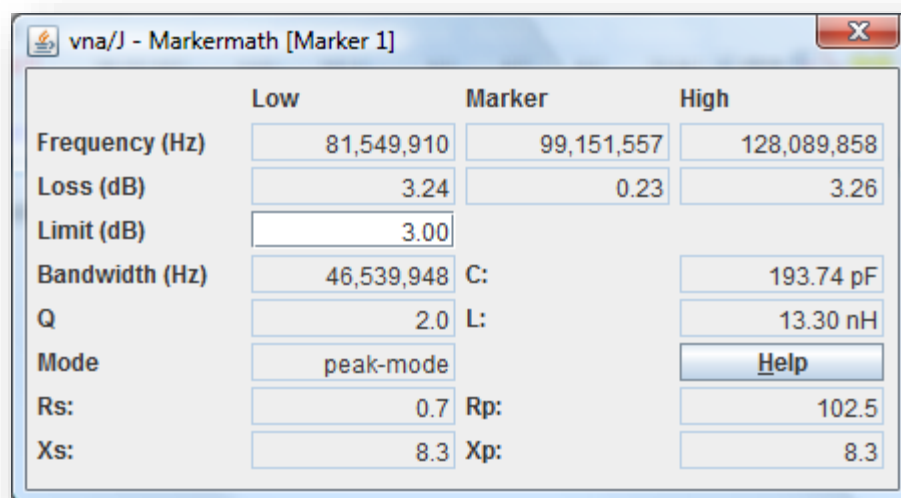 vna/J - Markermath [Marker 1]
Low Marker High
Frequency (Hz) 81,549,910 99,151,557 128,089,858
Loss (dB) 3.24 0.23 3.26
Limit (dB) 3.00
Bandwidth (Hz) 46,539,948 C: 193.74 pF
Q 2.0 L: 13.30 nH
Mode peak-mode Help
Rs: 0.7 Rp: 102.5
Xs: 8.3 Xp: 8.3